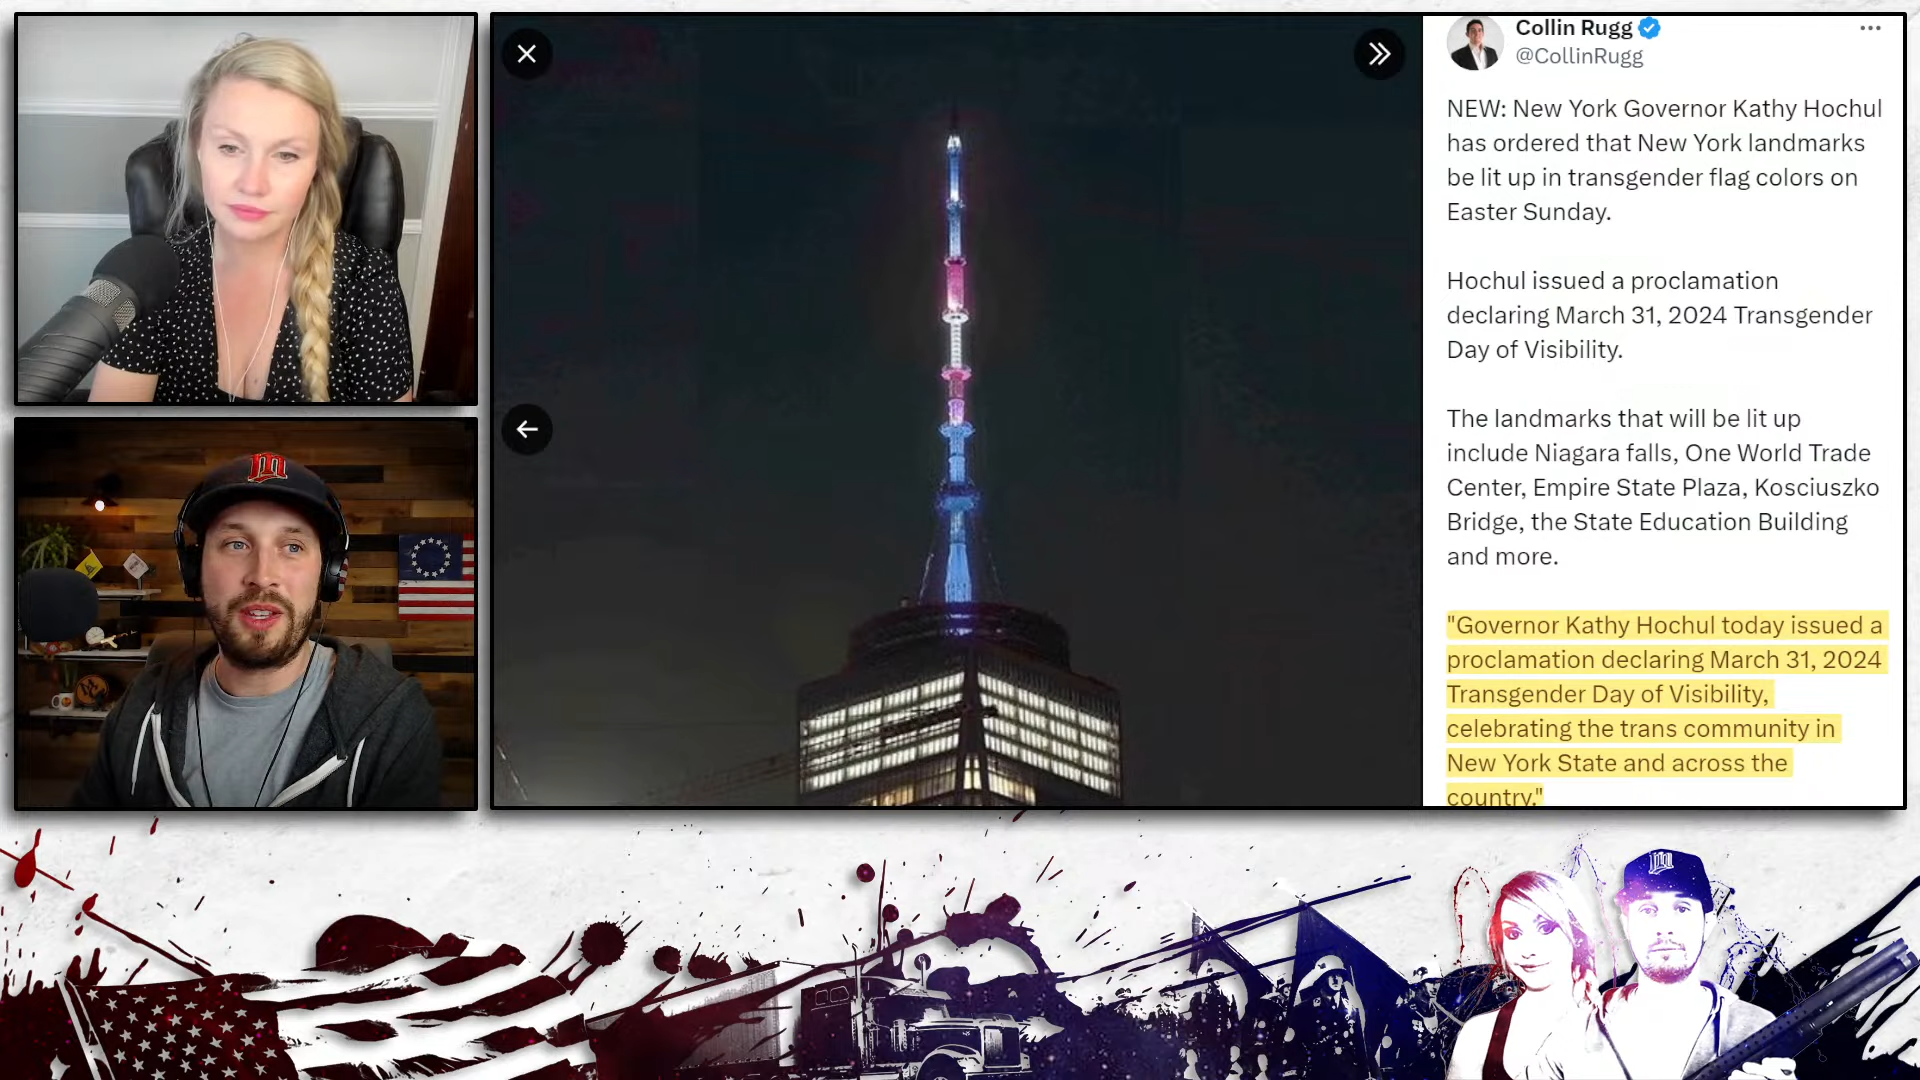 Collin Rugg
@CollinRugg
NEW: New York Governor Kathy Hochul
has ordered that New York landmarks
be lit up in transgender flag colors on
Easter Sunday.
Hochul issued a proclamation
declaring March 31, 2024 Transgender
Day of Visibility.
The landmarks that will be lit up
include Niagara falls, One World Trade
Center, Empire State Plaza, Kosciuszko
Bridge, the State Education Building
and more.
"Governor Kathy Hochul today issued a
proclamation declaring March 31, 2024
Transgender Day of Visibility,
celebrating the trans community in
New York State and across the
country."